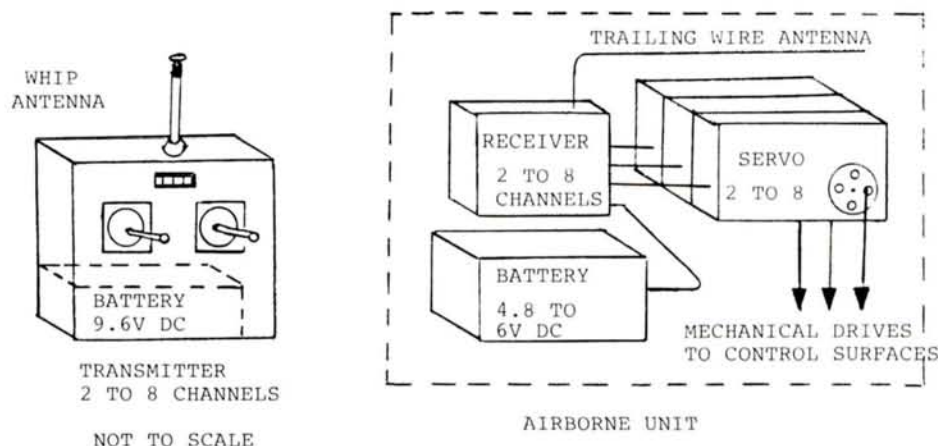 WHIP
ANTENNA
BATTERY
9.6V DC
TRANSMITTER
2 TO 8 CHANNELS
NOT TO SCALE
TRAILING WIRE ANTENNA
RECEIVER
2 TO 8
CHANNELS
SERVO
2 TO 8
BATTERY
4.8 TO
6V DC
MECHANICAL DRIVES
TO CONTROL SURFACES
AIRBORNE UNIT